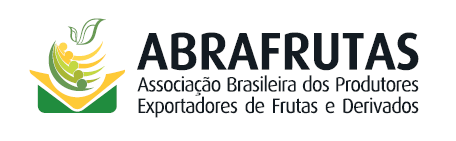 ABRAFRUTAS
Associação Brasileira dos Produtores
Exportadores de Frutas e Derivados